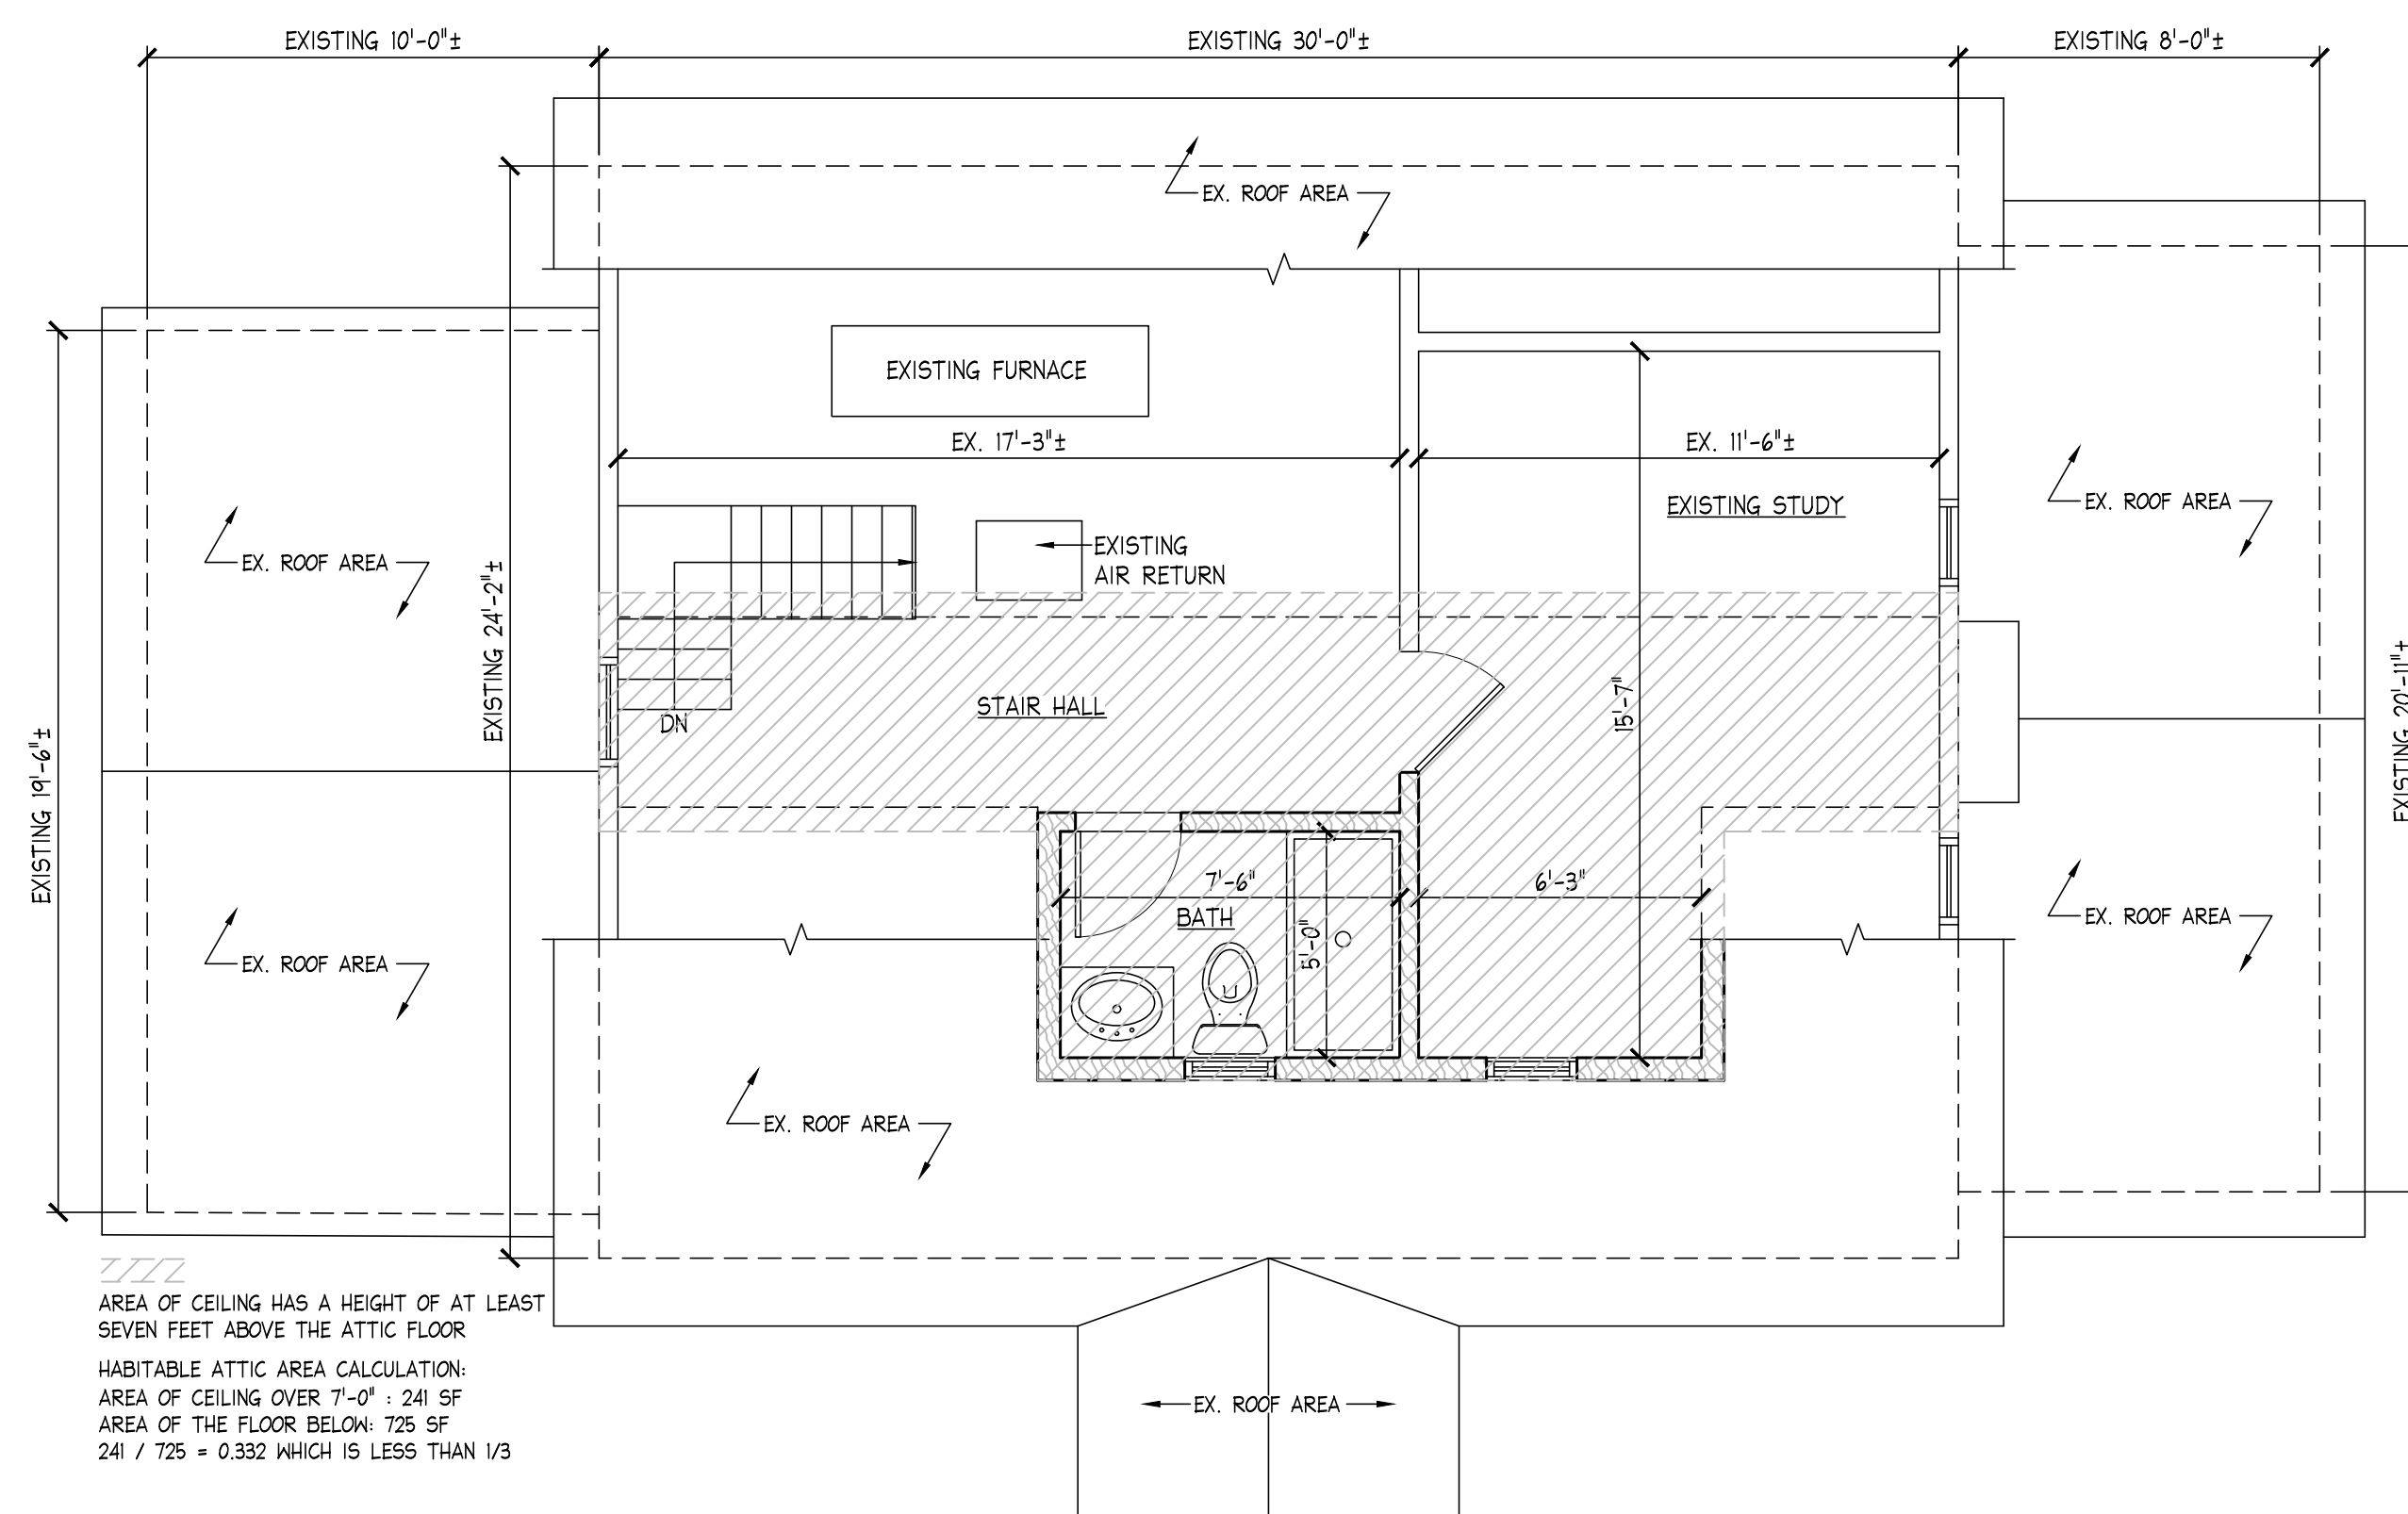 EXISTING 10'-0"±
EXISTING 30'-0"±
EXISTING 8'-0"±
EX. ROOF AREA
EXISTING FURNACE
EX. 17'-3"±
EX. 11'-6"±
EXISTING STUDY
EX. ROOF AREA
EXISTING
AIR RETURN
EX. ROOF AREA
EXISTING 24'-2"±
STAIR HALL
DN
15'-7"
EXISTING 20'-11"±
EXISTING 19'-6"±
7'-6"
6'-3"
BATH
5'-0"
EX. ROOF AREA
EX. ROOF AREA
EX. ROOF AREA
AREA OF CEILING HAS A HEIGHT OF AT LEAST
SEVEN FEET ABOVE THE ATTIC FLOOR
HABITABLE ATTIC AREA CALCULATION:
AREA OF CEILING OVER 7'-0" : 241 SF
AREA OF THE FLOOR BELOW: 725 SF
241 / 725 = 0.332 WHICH IS LESS THAN 1/3
EX. ROOF AREA